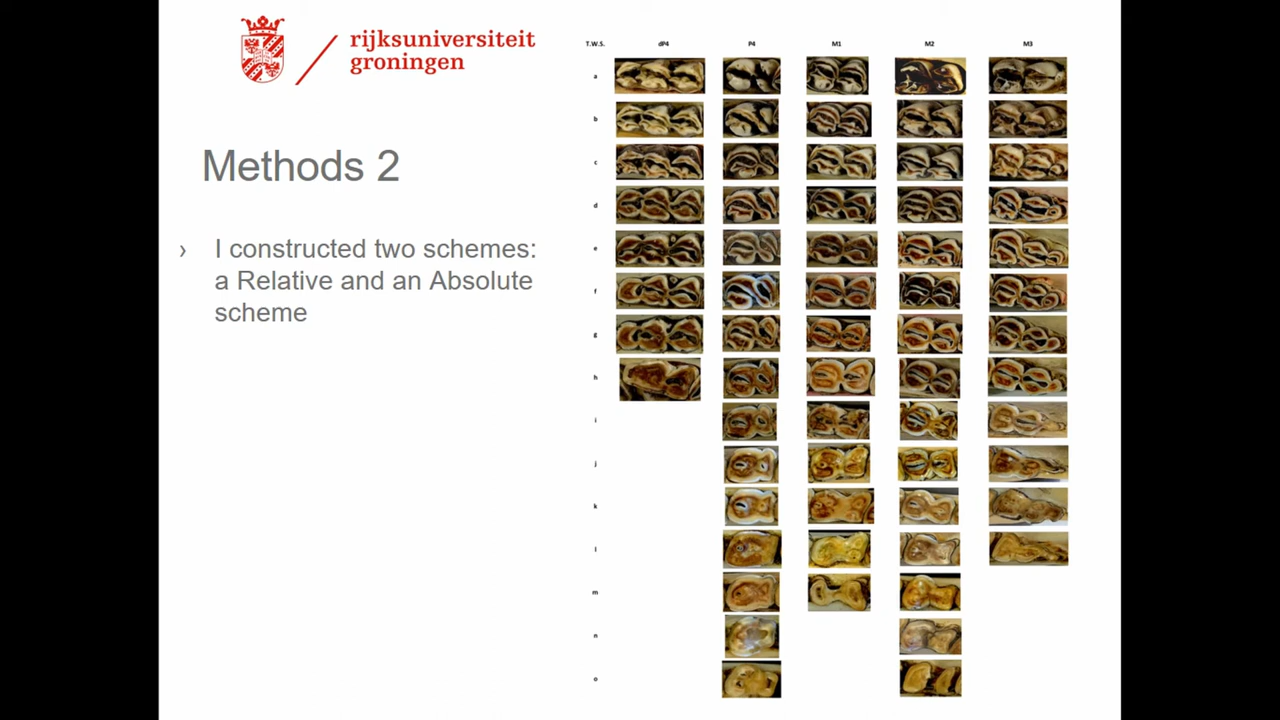 rijksuniversiteit
groningen
Methods 2
› I constructed two schemes:
a Relative and an Absolute
scheme
T.W.S. dP4 P4 M1 M2 M3
a
b
c
d
e
f
g
h
i
j
k
l
m
n
o